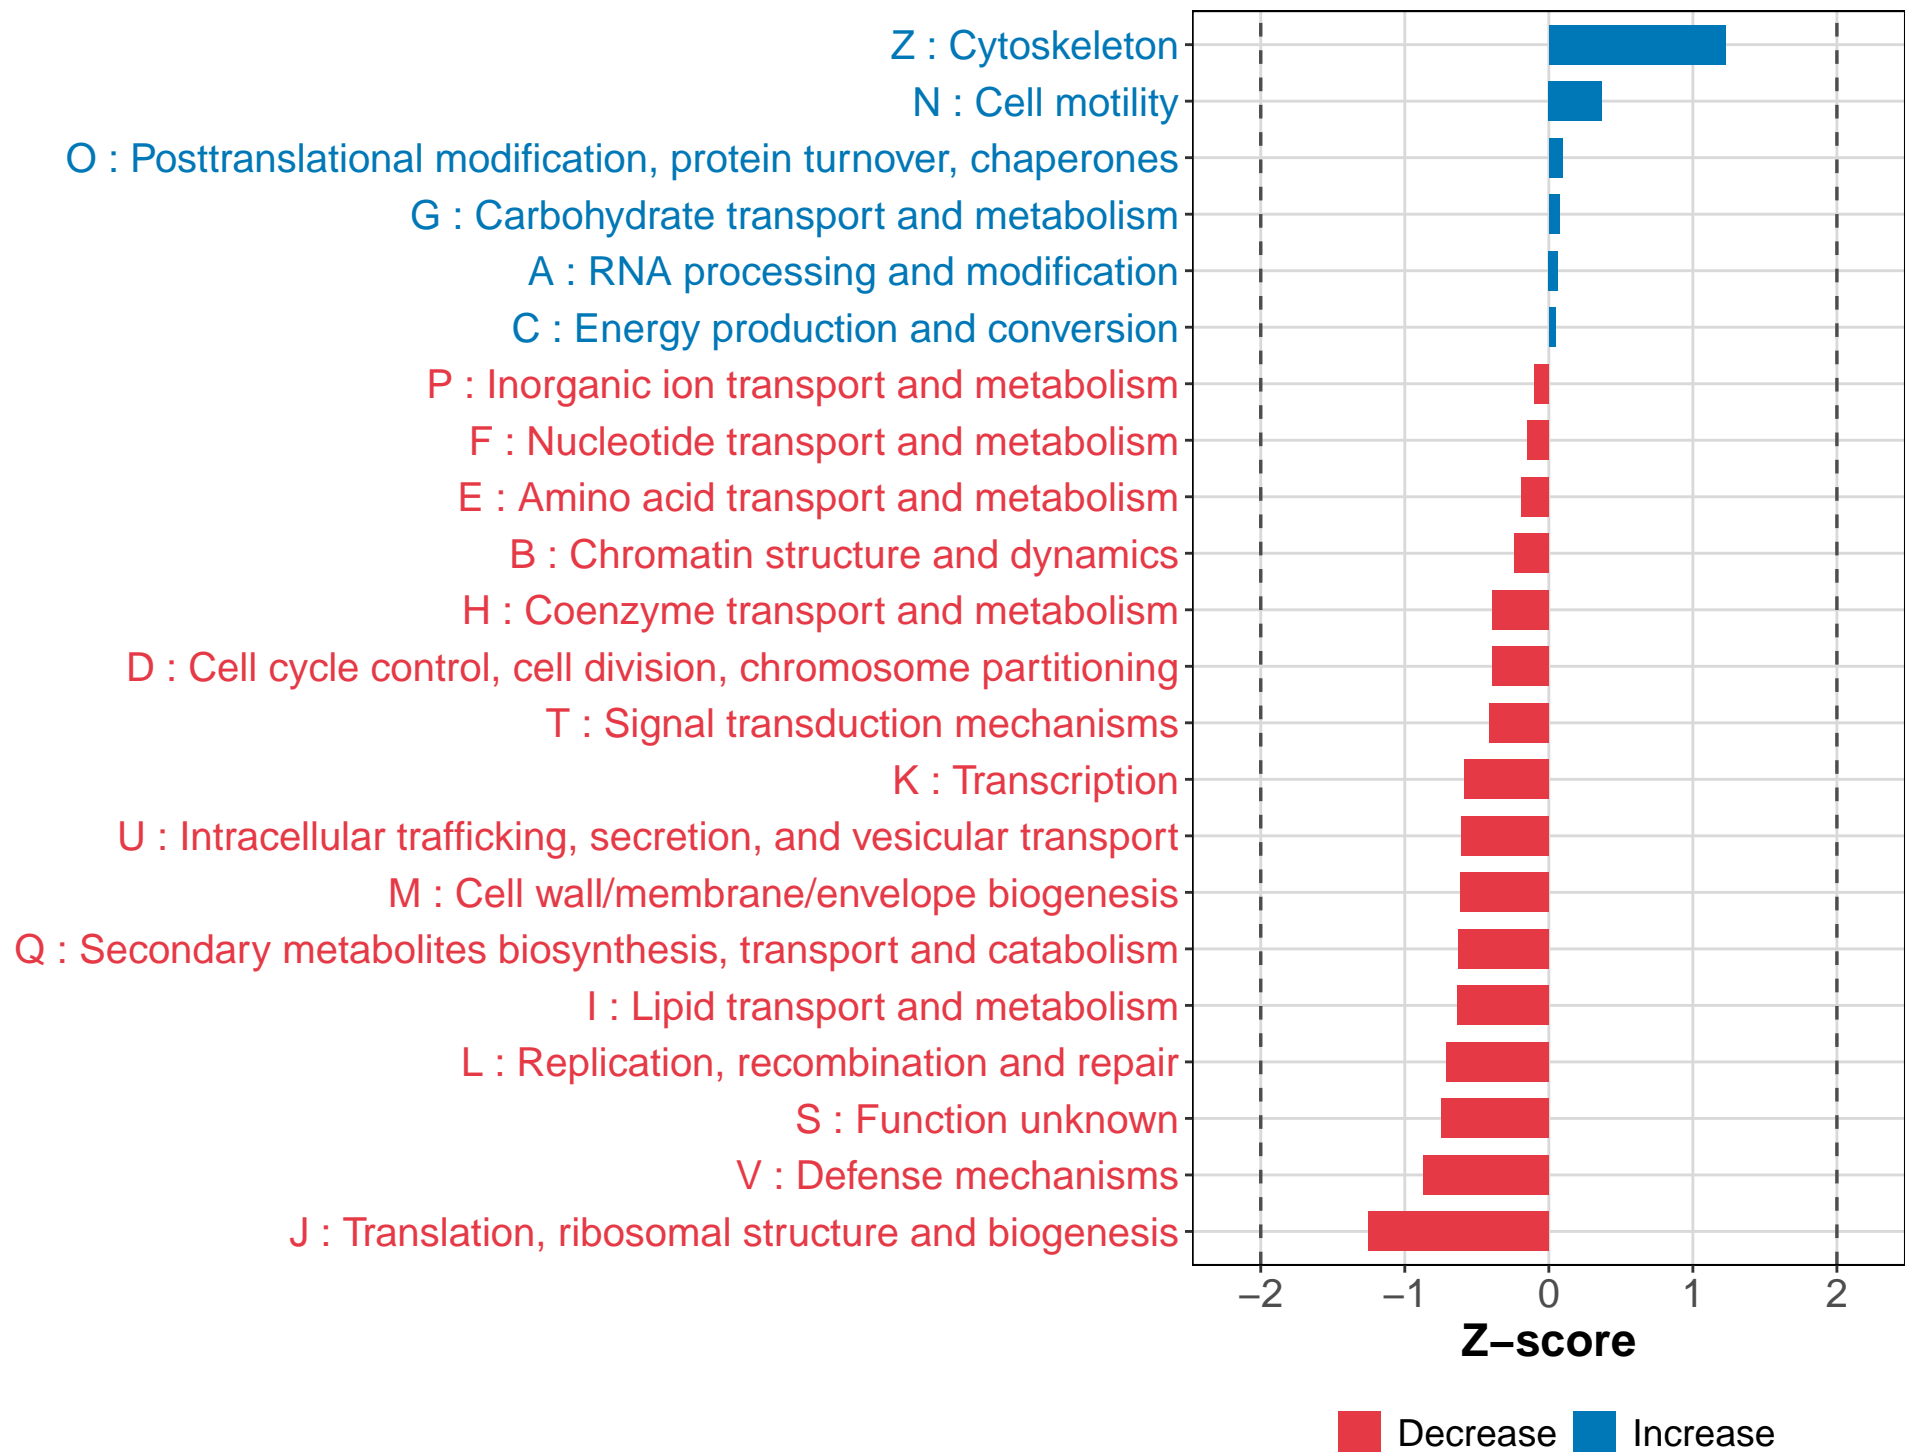 Z : Cytoskeleton
N : Cell motility
O : Posttranslational modification, protein turnover, chaperones
G : Carbohydrate transport and metabolism
A : RNA processing and modification
C : Energy production and conversion
P : Inorganic ion transport and metabolism
F : Nucleotide transport and metabolism
E : Amino acid transport and metabolism
B : Chromatin structure and dynamics
H : Coenzyme transport and metabolism
D : Cell cycle control, cell division, chromosome partitioning
T : Signal transduction mechanisms
K : Transcription
U : Intracellular trafficking, secretion, and vesicular transport
M : Cell wall/membrane/envelope biogenesis
Q : Secondary metabolites biosynthesis, transport and catabolism
I : Lipid transport and metabolism
L : Replication, recombination and repair
S : Function unknown
V : Defense mechanisms
J : Translation, ribosomal structure and biogenesis
−2 −1 0 1 2
Z−score
Decrease Increase